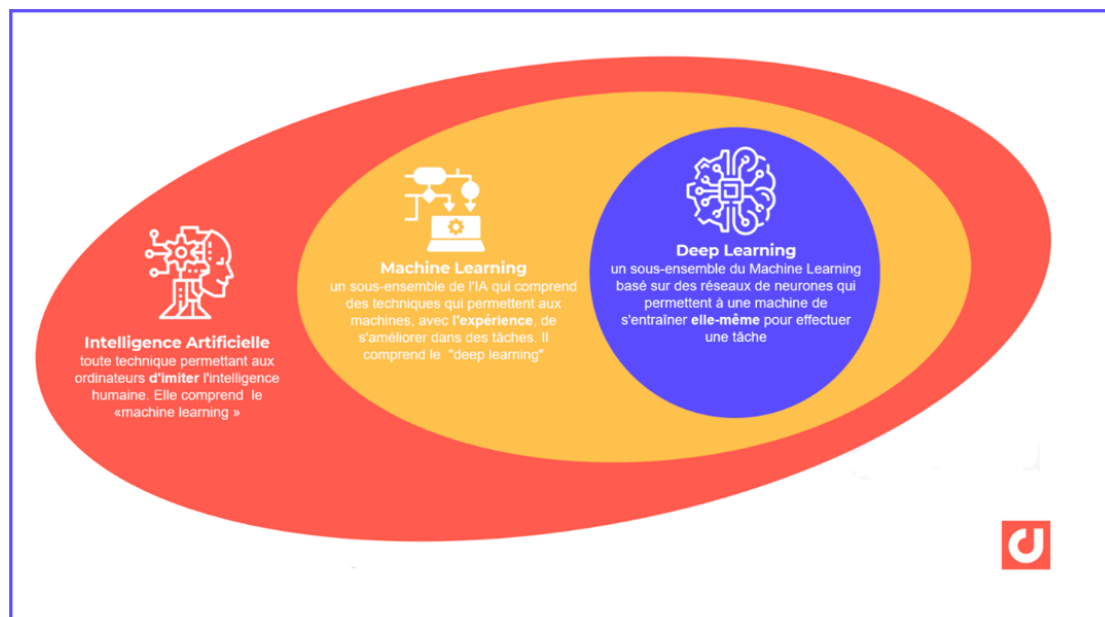 Intelligence Artificielle
toute technique permettant aux
ordinateurs d'imiter l'intelligence
humaine. Elle comprend le
«machine learning »
Machine Learning
un sous-ensemble de l'IA qui comprend
des techniques qui permettent aux
machines, avec l'expérience, de
s'améliorer dans des tâches. Il
comprend le "deep learning"
Deep Learning
un sous-ensemble du Machine Learning
basé sur des réseaux de neurones qui
permettent à une machine de
s'entraîner elle-même pour effectuer
une tâche